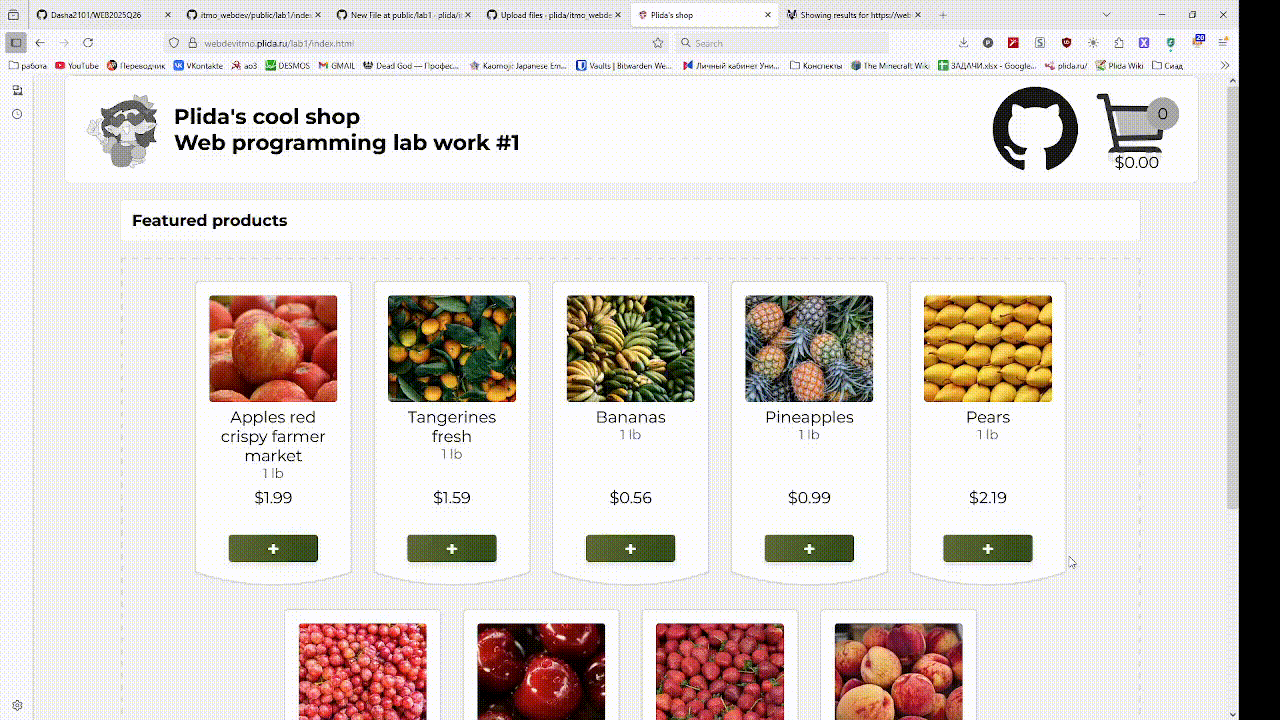 Dasha2101/WEB2025Q26
itmo_webdev/public/lab1/index
New file at public/lab1 · plida/i
Upload files · plida/itmo_webd
Plida's shop
Showing results for https://web
webdevitmo.plida.ru/lab1/index.html
Search
20
работа
YouTube
Переводчик
VKontakte
ao3
DESMOS
GMAIL
Dead God — Профес...
Kaomoji: Japanese Em...
Vaults | Bitwarden We...
Личный кабинет Уни...
Конспекты
The Minecraft Wiki
ЗАДАЧИ.xlsx - Google...
plida.ru/
Plida Wiki
Сиад
Plida's cool shop
Web programming lab work #1
0
$0.00
Featured products
Apples red
crispy farmer
market
1 lb
$1.99
+
Tangerines
fresh
1 lb
$1.59
+
Bananas
1 lb
$0.56
+
Pineapples
1 lb
$0.99
+
Pears
1 lb
$2.19
+